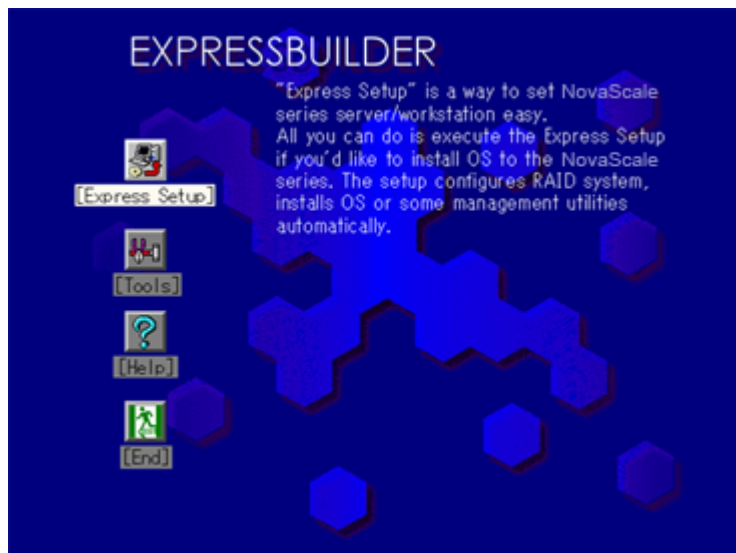 EXPRESSBUILDER
"Express Setup" is a way to set NovaScale
series server/workstation easy.
All you can do is execute the Express Setup
if you'd like to install OS to the NovaScale
series. The setup configures RAID system,
installs OS or some management utilities
automatically.
[Express Setup]
[Tools]
[Help]
[End]